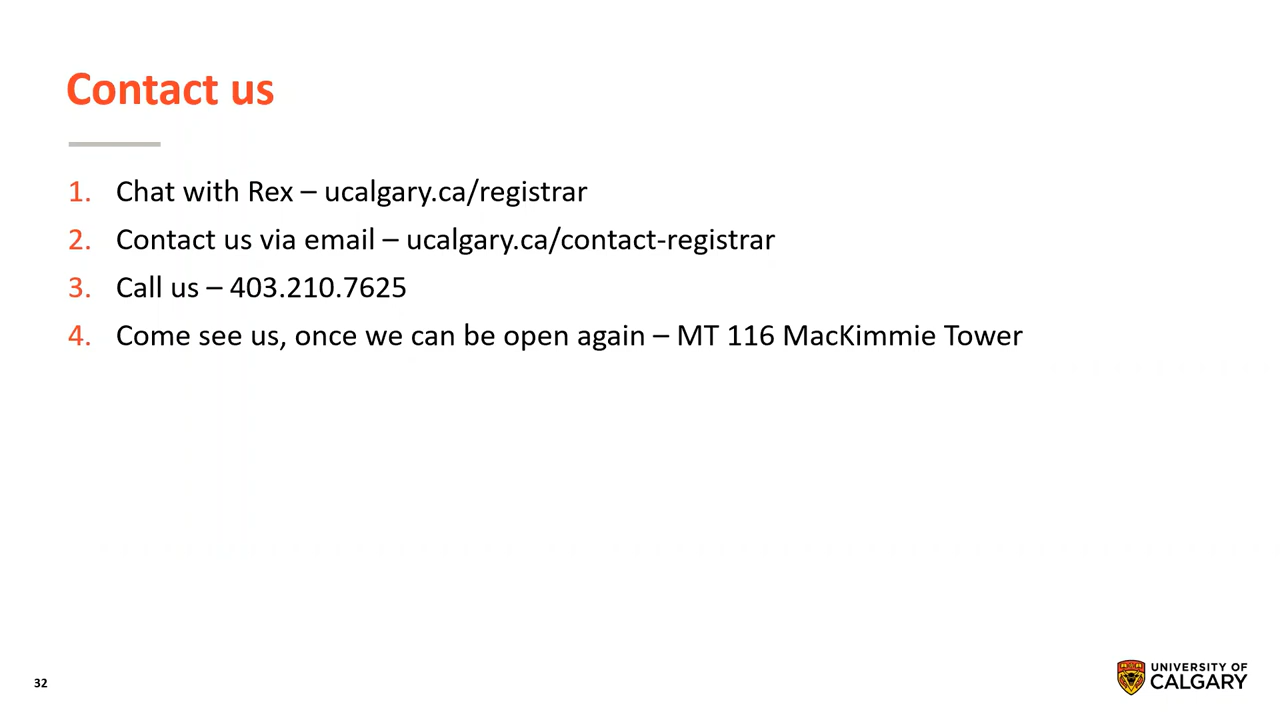 Contact us
1. Chat with Rex – ucalgary.ca/registrar
2. Contact us via email – ucalgary.ca/contact-registrar
3. Call us – 403.210.7625
4. Come see us, once we can be open again – MT 116 MacKimmie Tower
32
UNIVERSITY OF
CALGARY